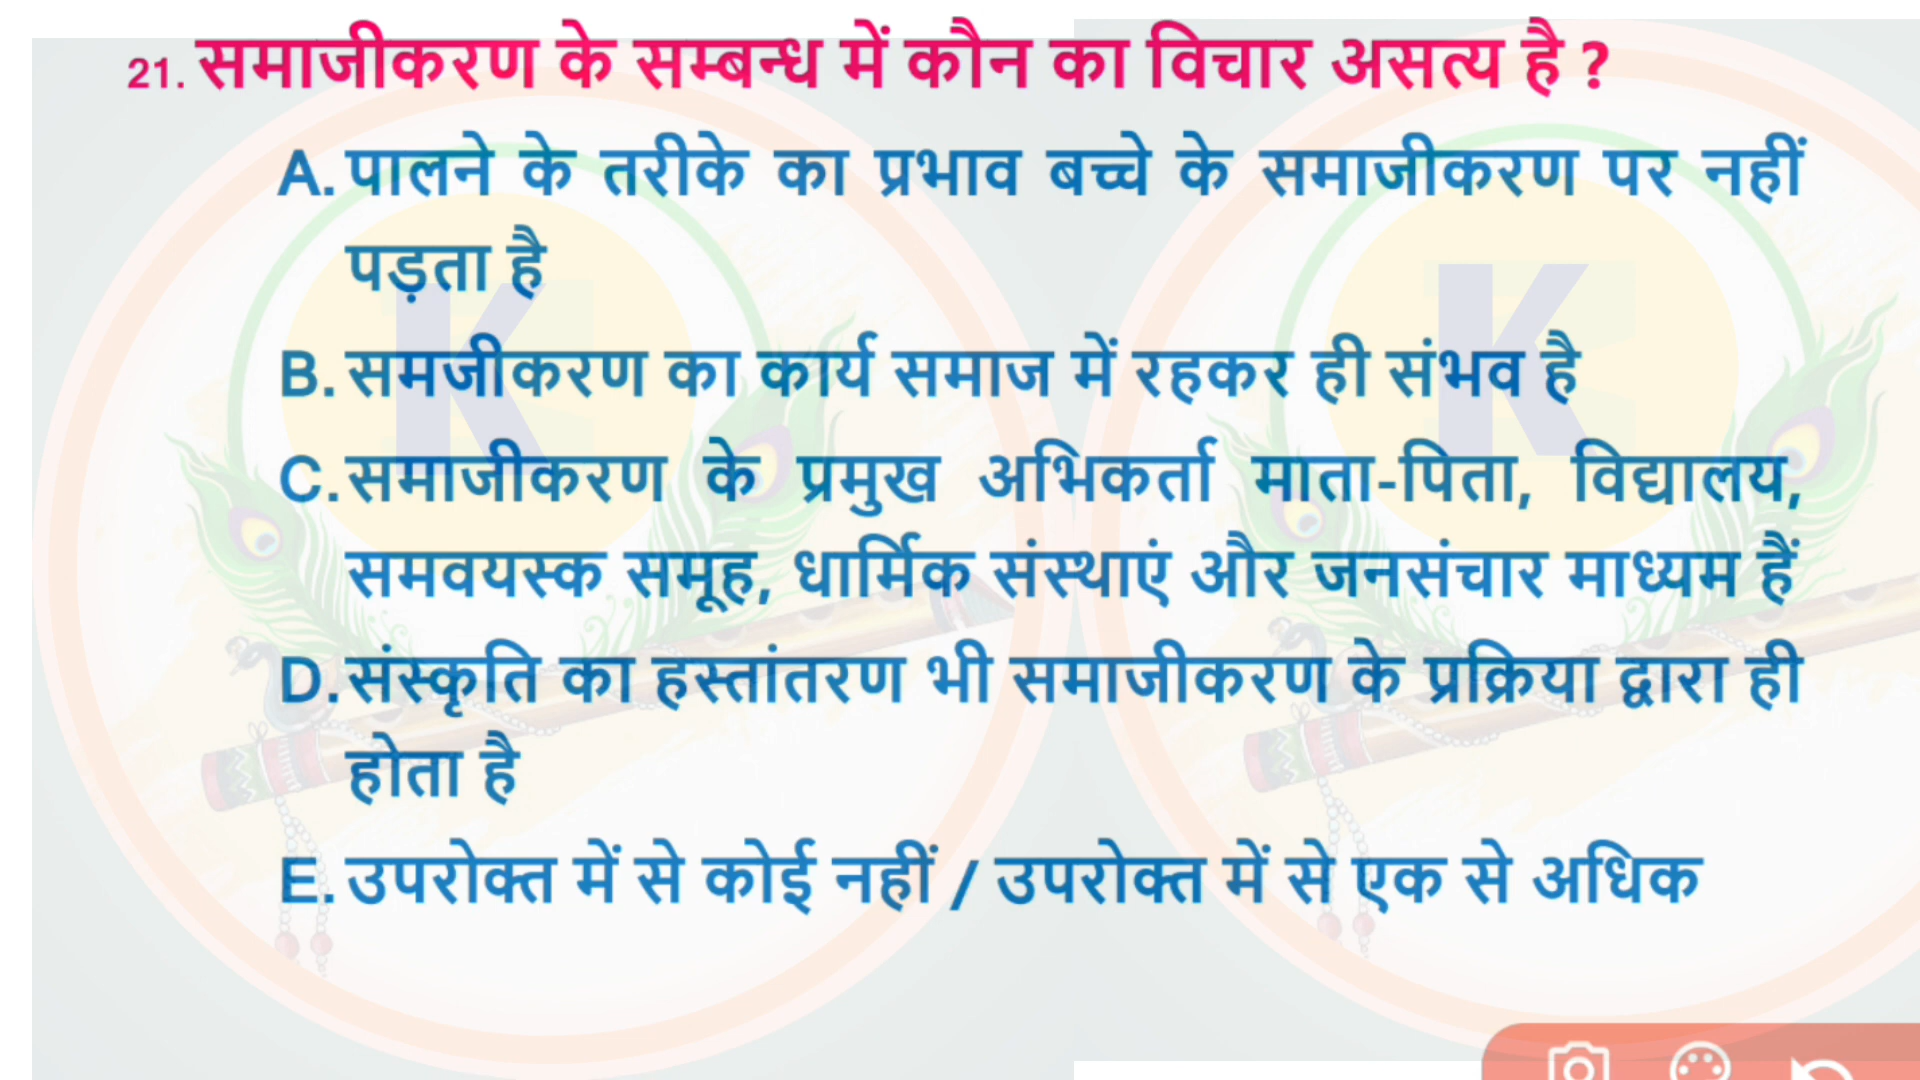 21. समाजीकरण के सम्बन्ध में कौन का विचार असत्य है ?
A. पालने के तरीके का प्रभाव बच्चे के समाजीकरण पर नहीं
पड़ता है
B. समजीकरण का कार्य समाज में रहकर ही संभव है
C. समाजीकरण के प्रमुख अभिकर्ता माता-पिता, विद्यालय,
समवयस्क समूह, धार्मिक संस्थाएं और जनसंचार माध्यम हैं
D. संस्कृति का हस्तांतरण भी समाजीकरण के प्रक्रिया द्वारा ही
होता है
E. उपरोक्त में से कोई नहीं / उपरोक्त में से एक से अधिक
K
K